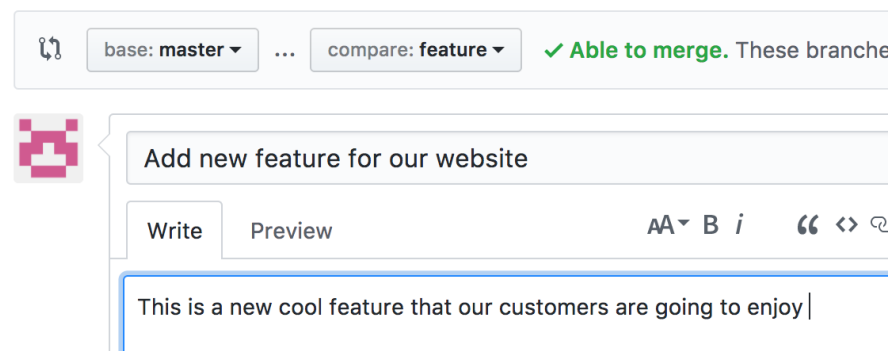 base: master ... compare: feature ✓ Able to merge. These branche
Add new feature for our website
Write Preview AA B i “ <>
This is a new cool feature that our customers are going to enjoy